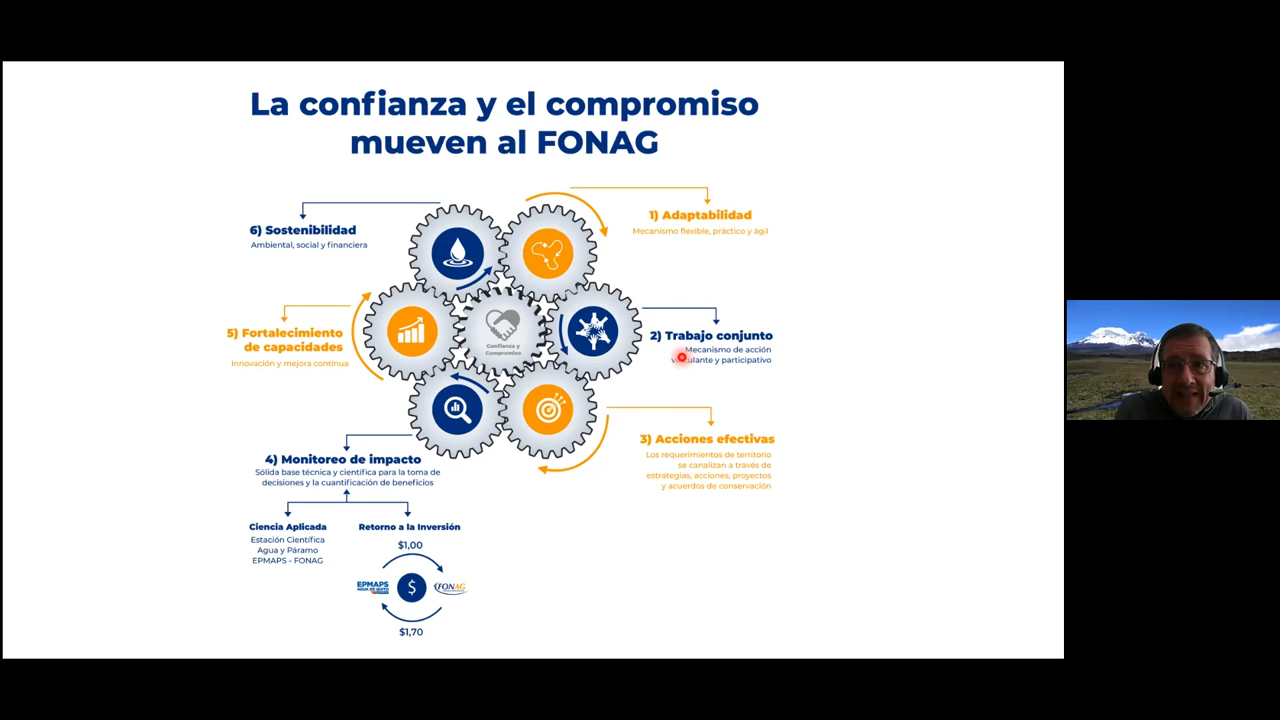 La confianza y el compromiso
mueven al FONAG
1) Adaptabilidad
Mecanismo flexible, práctico y ágil
2) Trabajo conjunto
Mecanismo de acción
y participativo
3) Acciones efectivas
Los requerimientos de territorio
se canalizan a través de
estrategias, acciones, proyectos
y acuerdos de conservación
4) Monitoreo de impacto
Sólida base técnica y científica para la toma de
decisiones y la cuantificación de beneficios
Ciencia Aplicada
Estación Científica
Agua y Páramo
EPMAPS - FONAG
Retorno a la Inversión
$1,00
EPMAPS
AGUA DE QUITO
$
FONAG
$1,70
5) Fortalecimiento
de capacidades
Innovación y mejora continua
6) Sostenibilidad
Ambiental, social y financiera
Confianza y
Compromiso